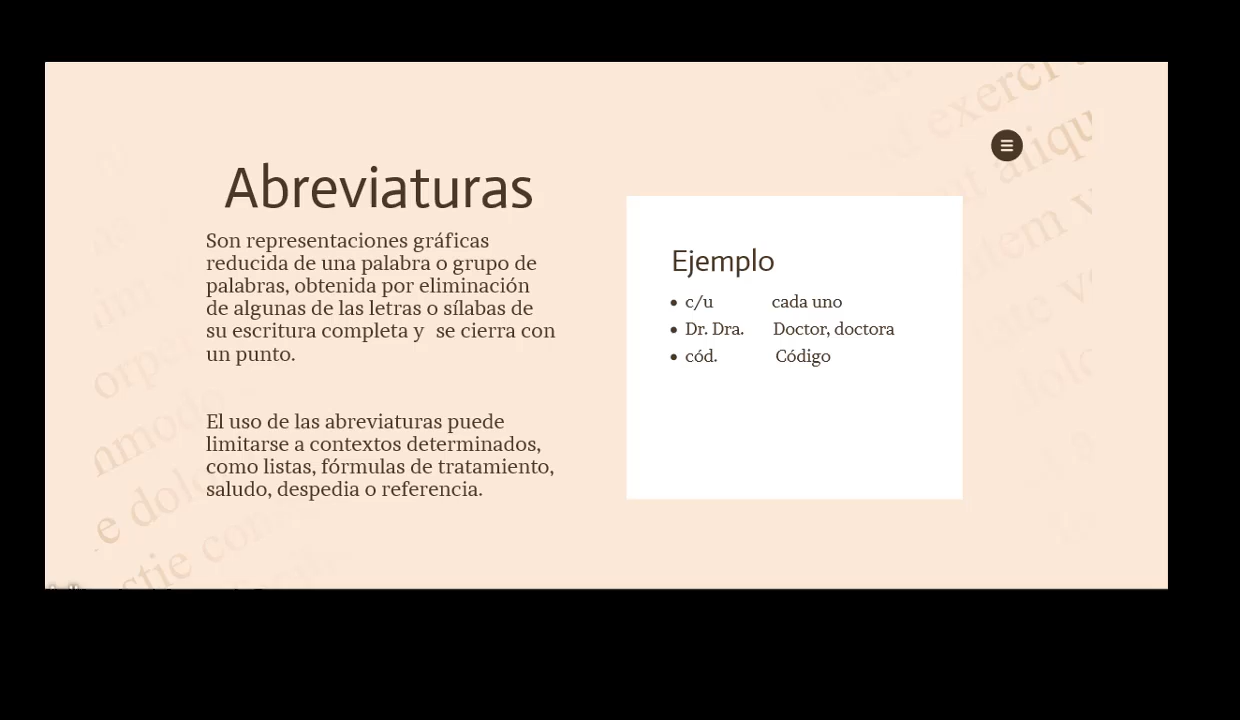 Abreviaturas
Son representaciones gráficas
reducida de una palabra o grupo de
palabras, obtenida por eliminación
de algunas de las letras o sílabas de
su escritura completa y  se cierra con
un punto.
El uso de las abreviaturas puede
limitarse a contextos determinados,
como listas, fórmulas de tratamiento,
saludo, despedia o referencia.
Ejemplo
• c/u cada uno
• Dr. Dra. Doctor, doctora
• cód. Código
exerci
aliqu